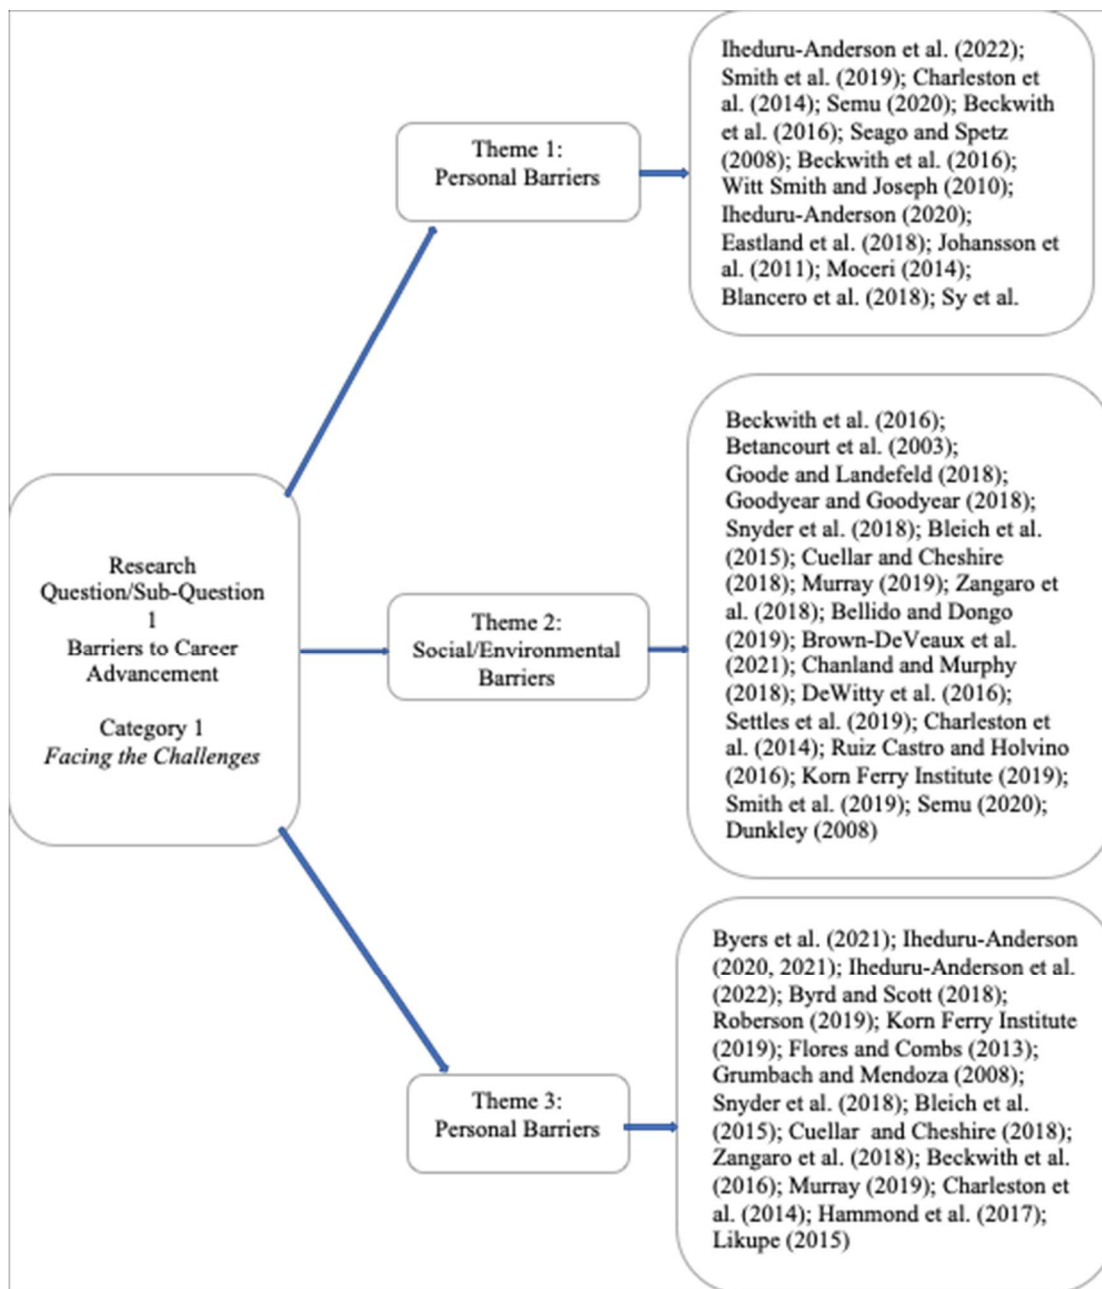 Iheduru-Anderson et al. (2022);
Smith et al. (2019); Charleston et
al. (2014); Semu (2020); Beckwith
et al. (2016); Seago and Spetz
(2008); Beckwith et al. (2016);
Witt Smith and Joseph (2010);
Iheduru-Anderson (2020);
Eastland et al. (2018); Johansson et
al. (2011); Moceri (2014);
Blancero et al. (2018); Sy et al.
Theme 1:
Personal Barriers
Beckwith et al. (2016);
Betancourt et al. (2003);
Goode and Landefeld (2018);
Goodyear and Goodyear (2018);
Snyder et al. (2018); Bleich et al.
(2015); Cuellar and Cheshire
(2018); Murray (2019); Zangaro et
al. (2018); Bellido and Dongo
(2019); Brown-DeVeaux et al.
(2021); Chanland and Murphy
(2018); DeWitty et al. (2016);
Settles et al. (2019); Charleston et
al. (2014); Ruiz Castro and Holvino
(2016); Korn Ferry Institute (2019);
Smith et al. (2019); Semu (2020);
Dunkley (2008)
Research
Question/Sub-Question
1
Barriers to Career
Advancement
Category 1
Facing the Challenges
Theme 2:
Social/Environmental
Barriers
Byers et al. (2021); Iheduru-Anderson
(2020, 2021); Iheduru-Anderson et al.
(2022); Byrd and Scott (2018);
Roberson (2019); Korn Ferry Institute
(2019); Flores and Combs (2013);
Grumbach and Mendoza (2008);
Snyder et al. (2018); Bleich et al.
(2015); Cuellar and Cheshire (2018);
Zangaro et al. (2018); Beckwith et al.
(2016); Murray (2019); Charleston et
al. (2014); Hammond et al. (2017);
Likupe (2015)
Theme 3:
Personal Barriers